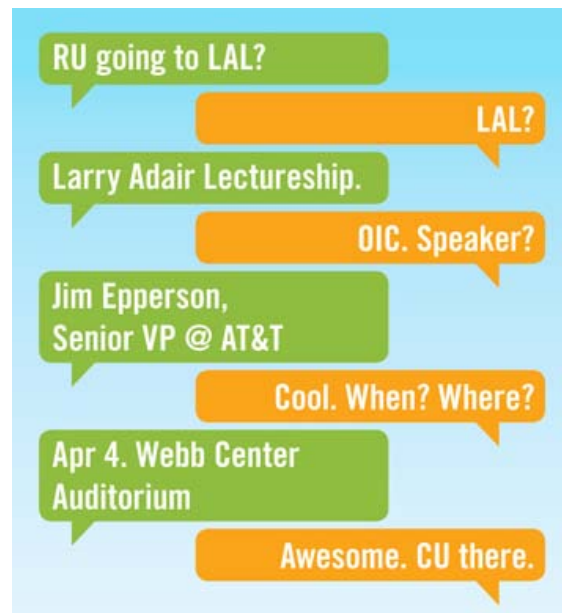 RU going to LAL?
LAL?
Larry Adair Lectureship.
OIC. Speaker?
Jim Epperson,
Senior VP @ AT&T
Cool. When? Where?
Apr 4. Webb Center
Auditorium
Awesome. CU there.